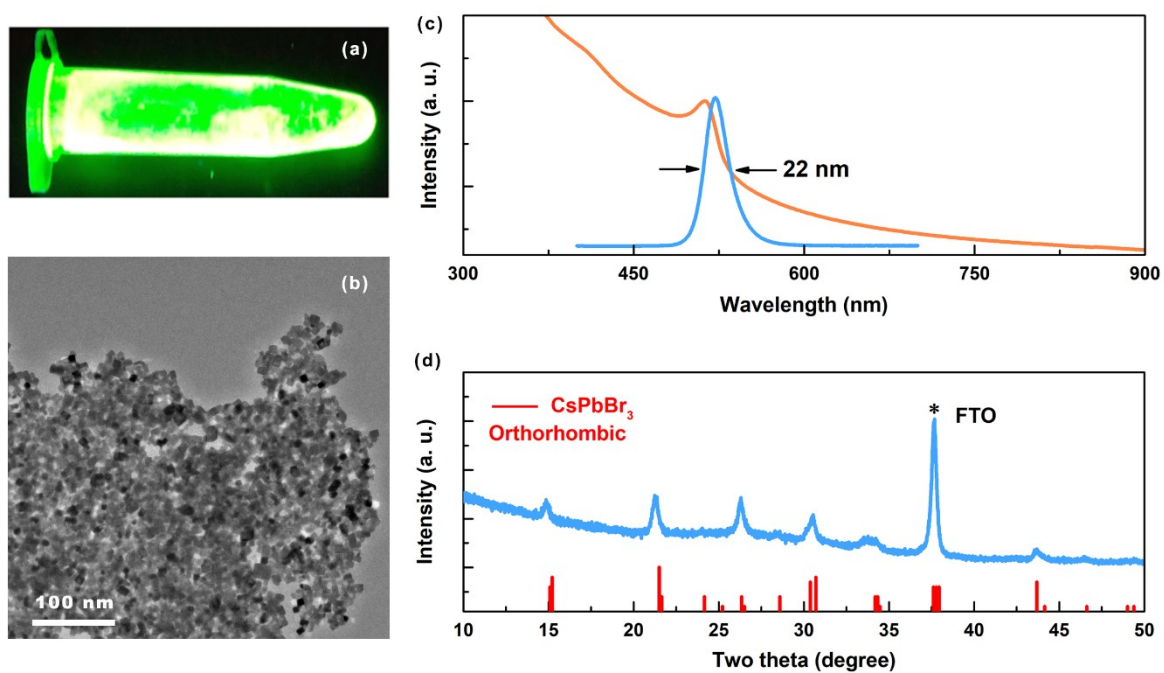 (a)
(b)
100 nm
(c)
Intensity (a. u.)
22 nm
300
450
600
750
900
Wavelength (nm)
(d)
Intensity (a. u.)
CsPbBr₃
Orthorhombic
* FTO
10
15
20
25
30
35
40
45
50
Two theta (degree)